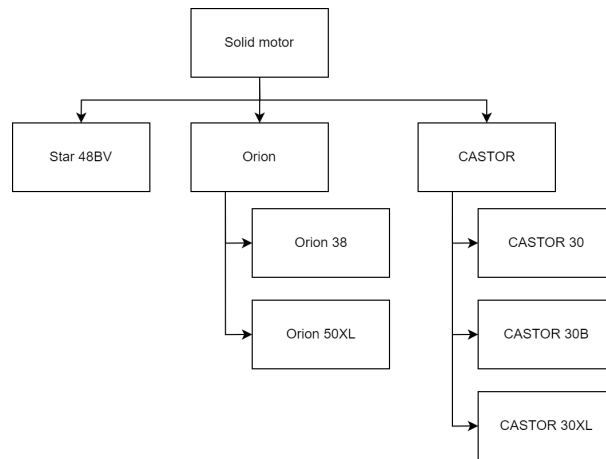 Solid motor
Star 48BV
Orion
CASTOR
Orion 38
CASTOR 30
Orion 50XL
CASTOR 30B
CASTOR 30XL